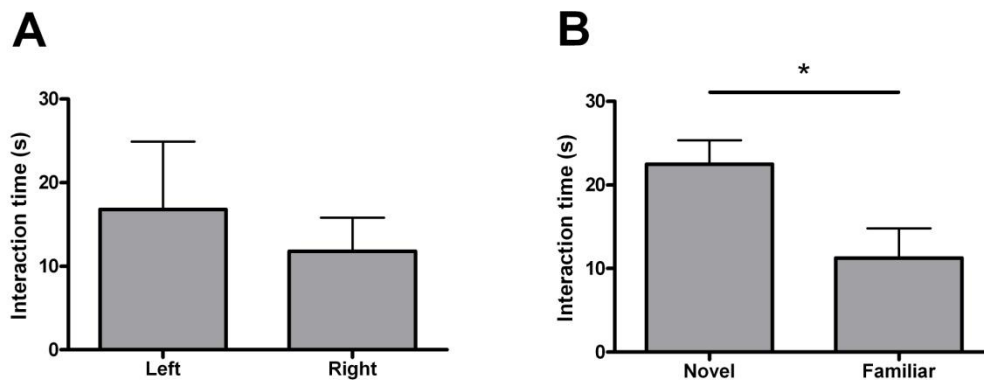 A
Interaction time (s)
30
20
10
0
Left Right
B
*
Interaction time (s)
30
20
10
0
Novel Familiar